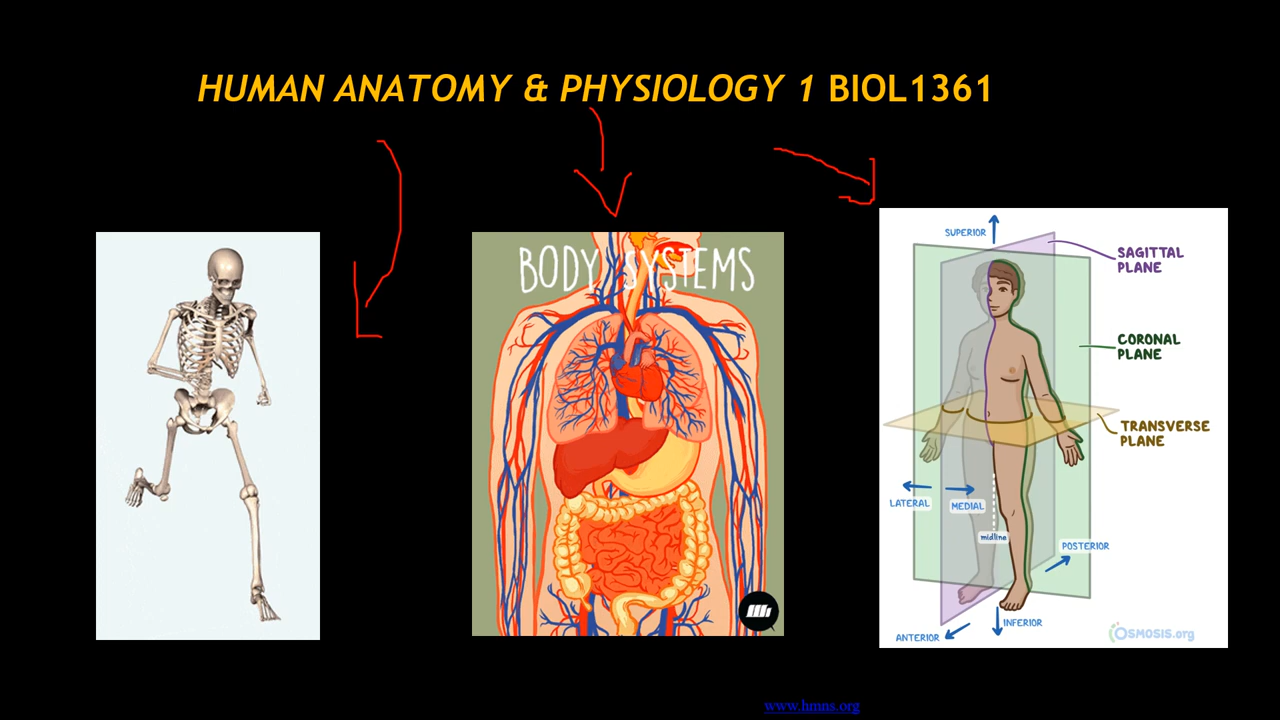 HUMAN ANATOMY & PHYSIOLOGY 1 BIOL1361
BODY SYSTEMS
SUPERIOR
SAGITTAL
PLANE
CORONAL
PLANE
TRANSVERSE
PLANE
LATERAL
MEDIAL
midline
POSTERIOR
INFERIOR
ANTERIOR
OSMOSIS.org
www.hmns.org